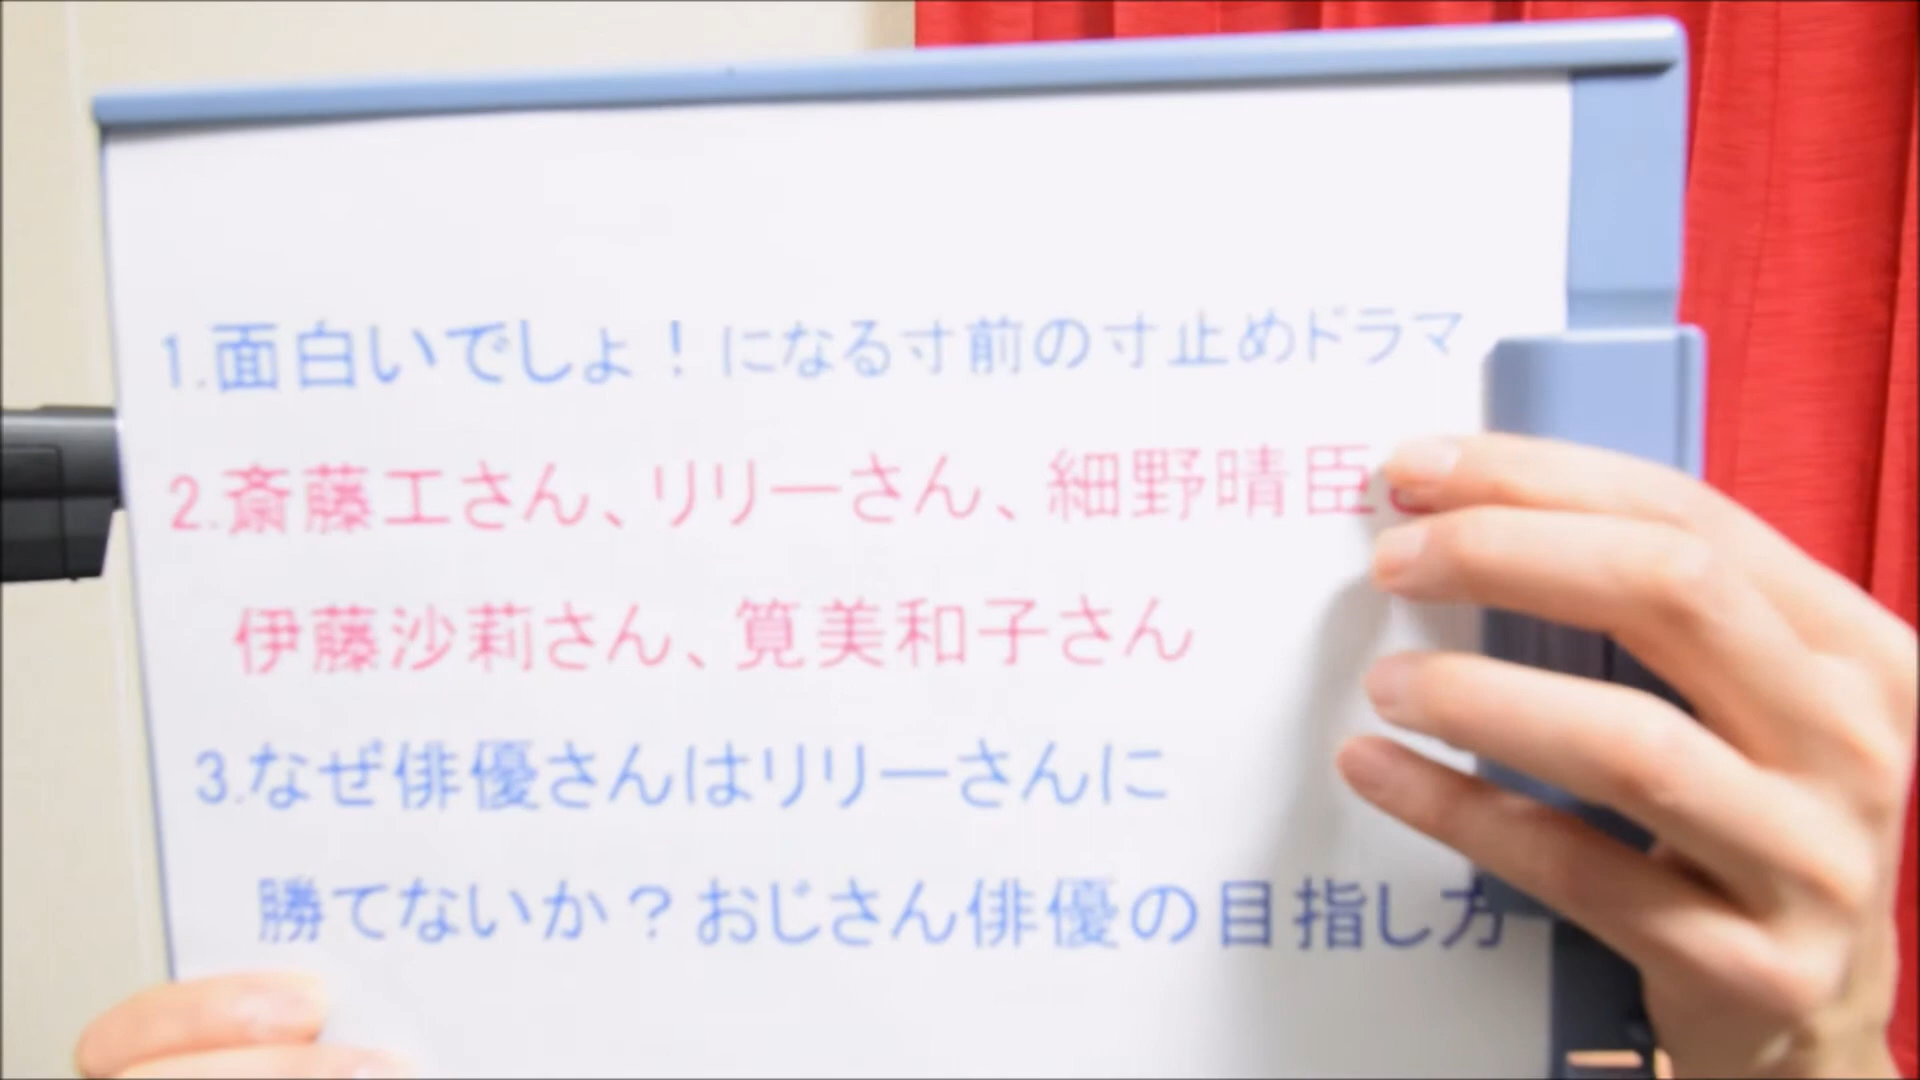 1.面白いでしょ！になる寸前の寸止めドラマ
2.斎藤工さん、リリーさん、細野晴臣さ
伊藤沙莉さん、筧美和子さん
3.なぜ俳優さんはリリーさんに
勝てないか？おじさん俳優の目指し方